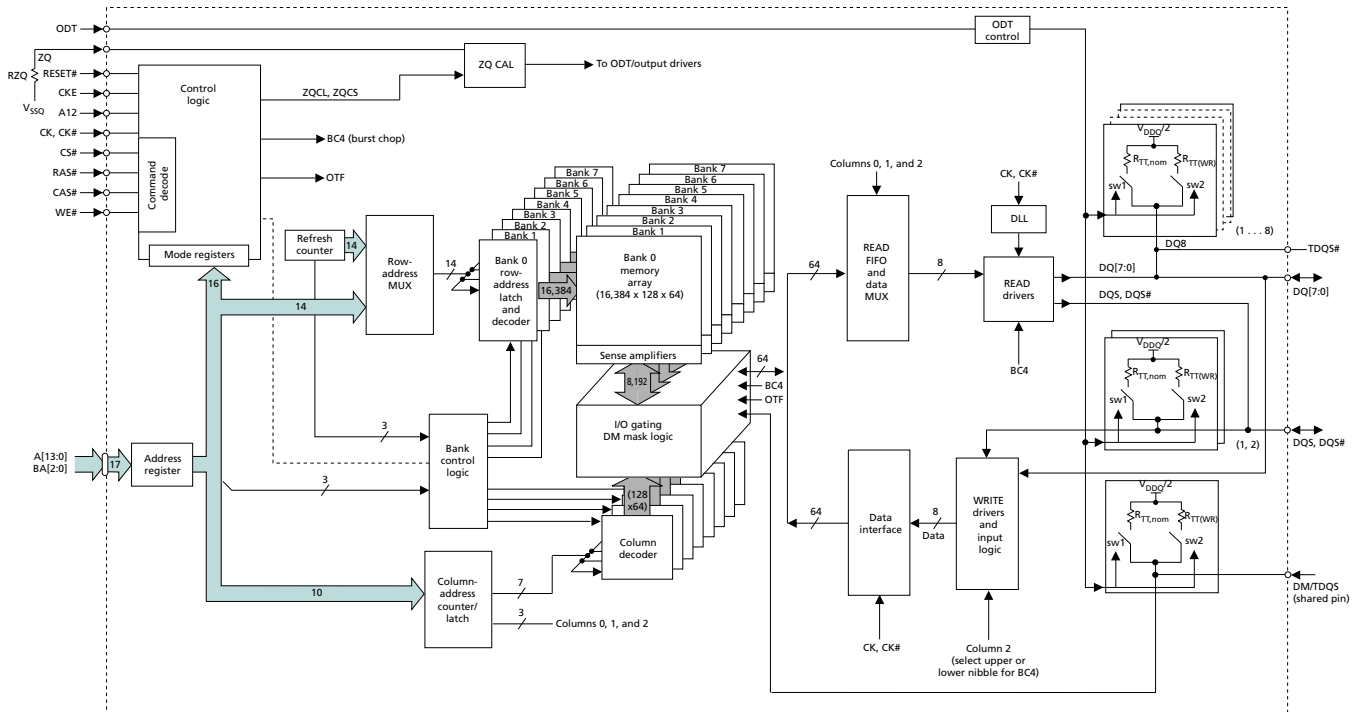 ODT
ODT
control
ZQ
RZQ
VSSQ
RESET#
CKE
A12
CK, CK#
CS#
RAS#
CAS#
WE#
Control
logic
Command
decode
Mode registers
ZQ CAL
To ODT/output drivers
ZQCL, ZQCS
BC4 (burst chop)
OTF
Refresh
counter
14
Row-
address
MUX
14
16
14
Bank 7
Bank 6
Bank 5
Bank 4
Bank 3
Bank 2
Bank 1
Bank 0
row-
address
latch
and
decoder
16,384
Bank 7
Bank 6
Bank 5
Bank 4
Bank 3
Bank 2
Bank 1
Bank 0
memory
array
(16,384 x 128 x 64)
Sense amplifiers
8,192
64
BC4
OTF
I/O gating
DM mask logic
(128
x64)
Column
decoder
3
3
Bank
control
logic
A[13:0]
BA[2:0]
17
Address
register
10
Column-
address
counter/
latch
7
3
Columns 0, 1, and 2
Columns 0, 1, and 2
64
READ
FIFO
and
data
MUX
8
CK, CK#
DLL
READ
drivers
BC4
DQ8
DQ[7:0]
DQS, DQS#
VDDQ/2
RTT,nom
RTT(WR)
sw1
sw2
(1 . . . 8)
TDQS#
DQ[7:0]
VDDQ/2
RTT,nom
RTT(WR)
sw1
sw2
(1, 2)
DQS, DQS#
VDDQ/2
RTT,nom
RTT(WR)
sw1
sw2
DM/TDQS
(shared pin)
64
Data
interface
8
Data
WRITE
drivers
and
input
logic
CK, CK#
Column 2
(select upper or
lower nibble for BC4)